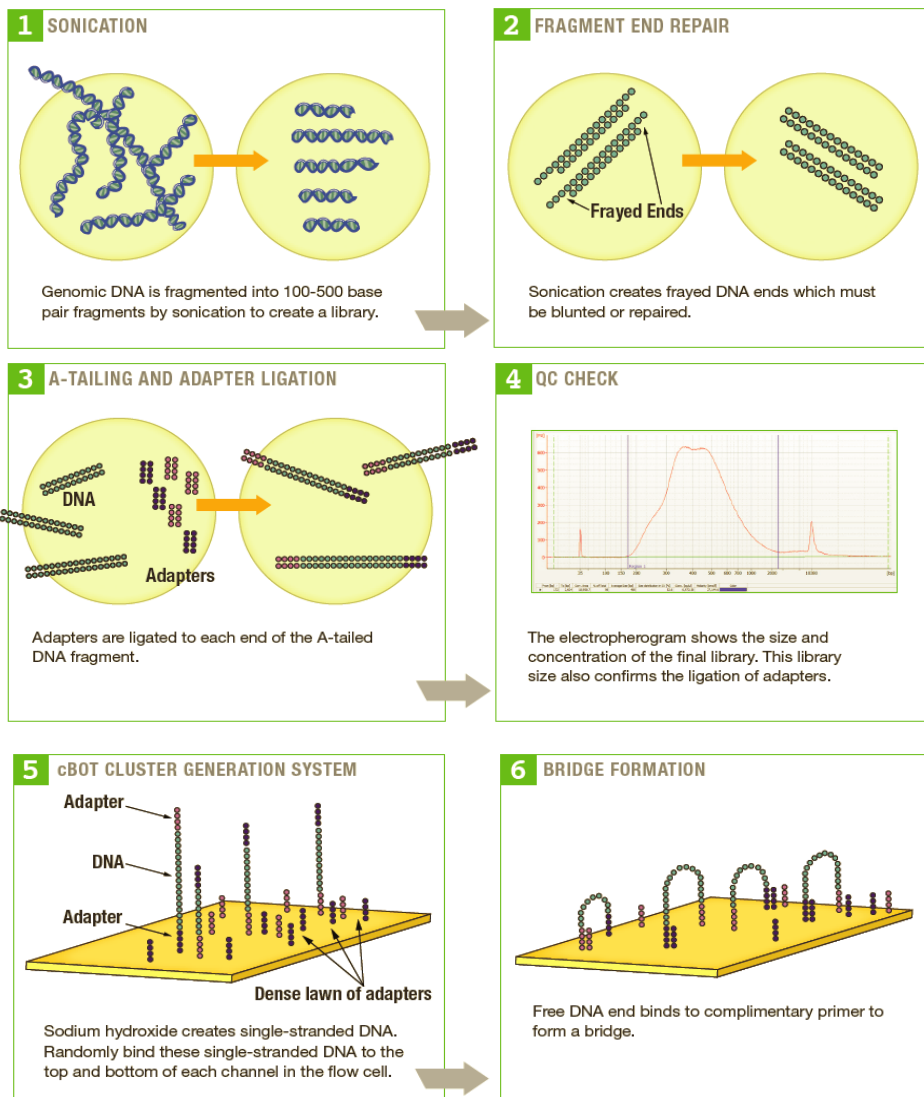 1 SONICATION
Genomic DNA is fragmented into 100-500 base
pair fragments by sonication to create a library.
2 FRAGMENT END REPAIR
Frayed Ends
Sonication creates frayed DNA ends which must
be blunted or repaired.
3 A-TAILING AND ADAPTER LIGATION
DNA
Adapters
Adapters are ligated to each end of the A-tailed
DNA fragment.
4 QC CHECK
The electropherogram shows the size and
concentration of the final library. This library
size also confirms the ligation of adapters.
5 cBOT CLUSTER GENERATION SYSTEM
Adapter
DNA
Adapter
Dense lawn of adapters
Sodium hydroxide creates single-stranded DNA.
Randomly bind these single-stranded DNA to the
top and bottom of each channel in the flow cell.
6 BRIDGE FORMATION
Free DNA end binds to complimentary primer to
form a bridge.